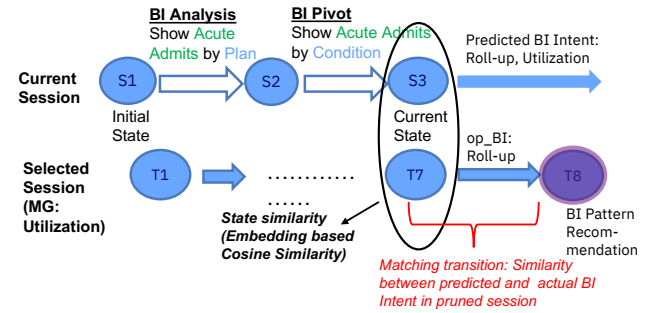 BI Analysis
Show Acute
Admits by Plan
BI Pivot
Show Acute Admits
by Condition
Predicted BI Intent:
Roll-up, Utilization
Current
Session
S1
S2
S3
Initial
State
Current
State
op_BI:
Roll-up
Selected
Session
(MG:
Utilization)
T1
............
......
T7
T8
State similarity
(Embedding based
Cosine Similarity)
BI Pattern
Recom-
mendation
Matching transition: Similarity
between predicted and actual BI
Intent in pruned session